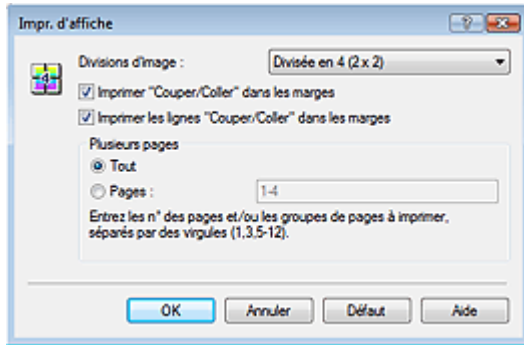 Impr. d'affiche
Divisions d'image :
Divisée en 4 (2 x 2)
Imprimer "Couper/Coller" dans les marges
Imprimer les lignes "Couper/Coller" dans les marges
Plusieurs pages
Tout
Pages :
1-4
Entrez les n° des pages et/ou les groupes de pages à imprimer,
séparés par des virgules (1,3,5-12).
OK
Annuler
Défaut
Aide